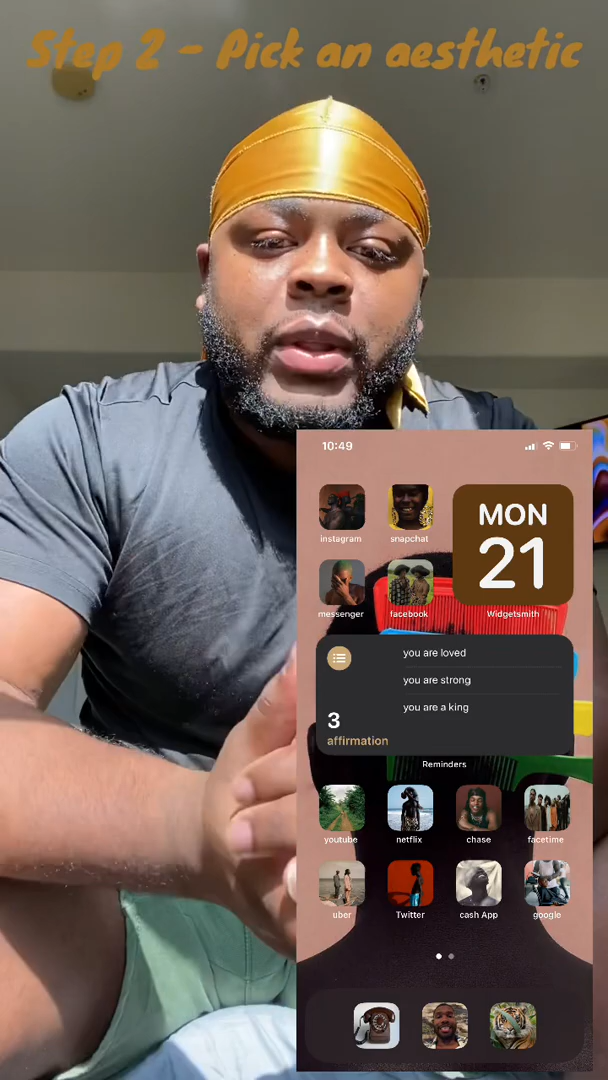 Step 2 - Pick an aesthetic
10:49
instagram
snapchat
MON
21
messenger
facebook
Widgetsmith
you are loved
you are strong
you are a king
3
affirmation
Reminders
youtube
netflix
chase
facetime
uber
Twitter
cash App
google